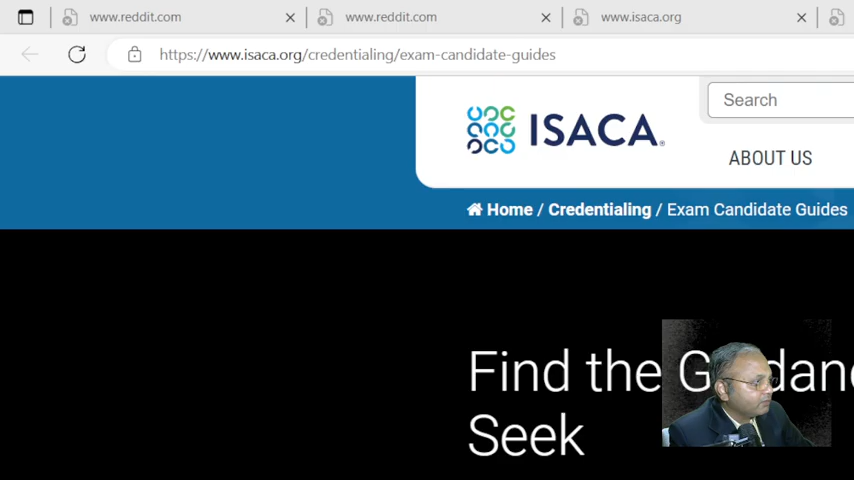 www.reddit.com
www.reddit.com
www.isaca.org
https://www.isaca.org/credentialing/exam-candidate-guides
ISACA®
Search
ABOUT US
Home / Credentialing / Exam Candidate Guides
Find the
Seek